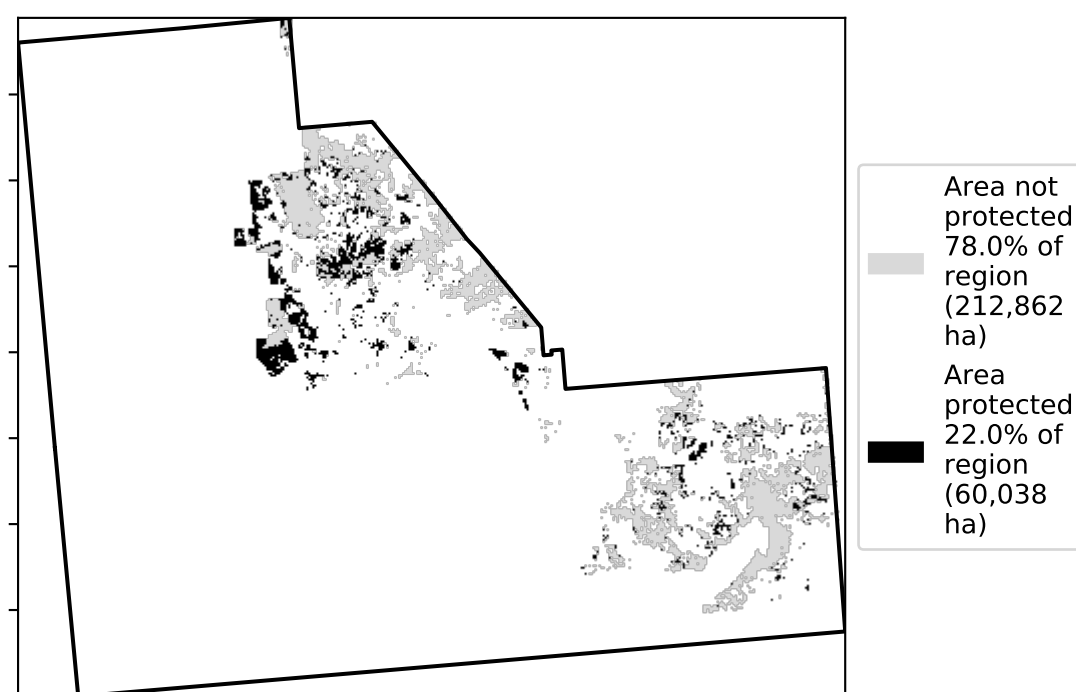 Area not
protected
78.0% of
region
(212,862
ha)
Area
protected
22.0% of
region
(60,038
ha)